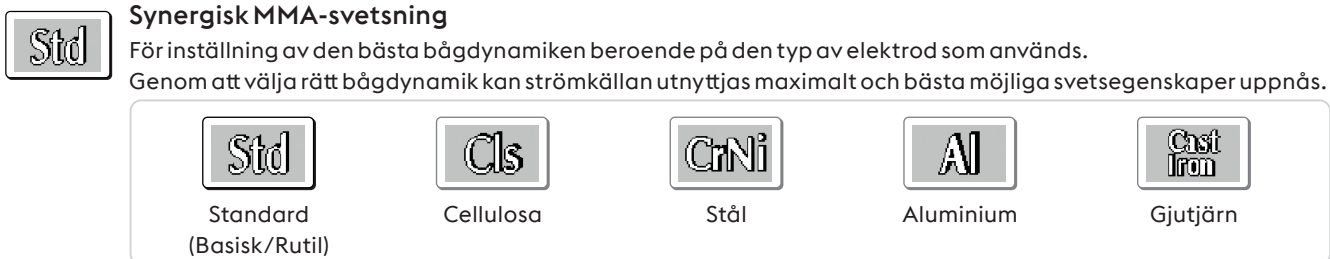 Std
Synergisk MMA-svetsning
För inställning av den bästa bågdynamiken beroende på den typ av elektrod som används.
Genom att välja rätt bågdynamik kan strömkällan utnyttjas maximalt och bästa möjliga svetsegenskaper uppnås.
Std
Cls
CrNi
Al
Cast
Iron
Standard
(Basisk/Rutil)
Cellulosa
Stål
Aluminium
Gjutjärn